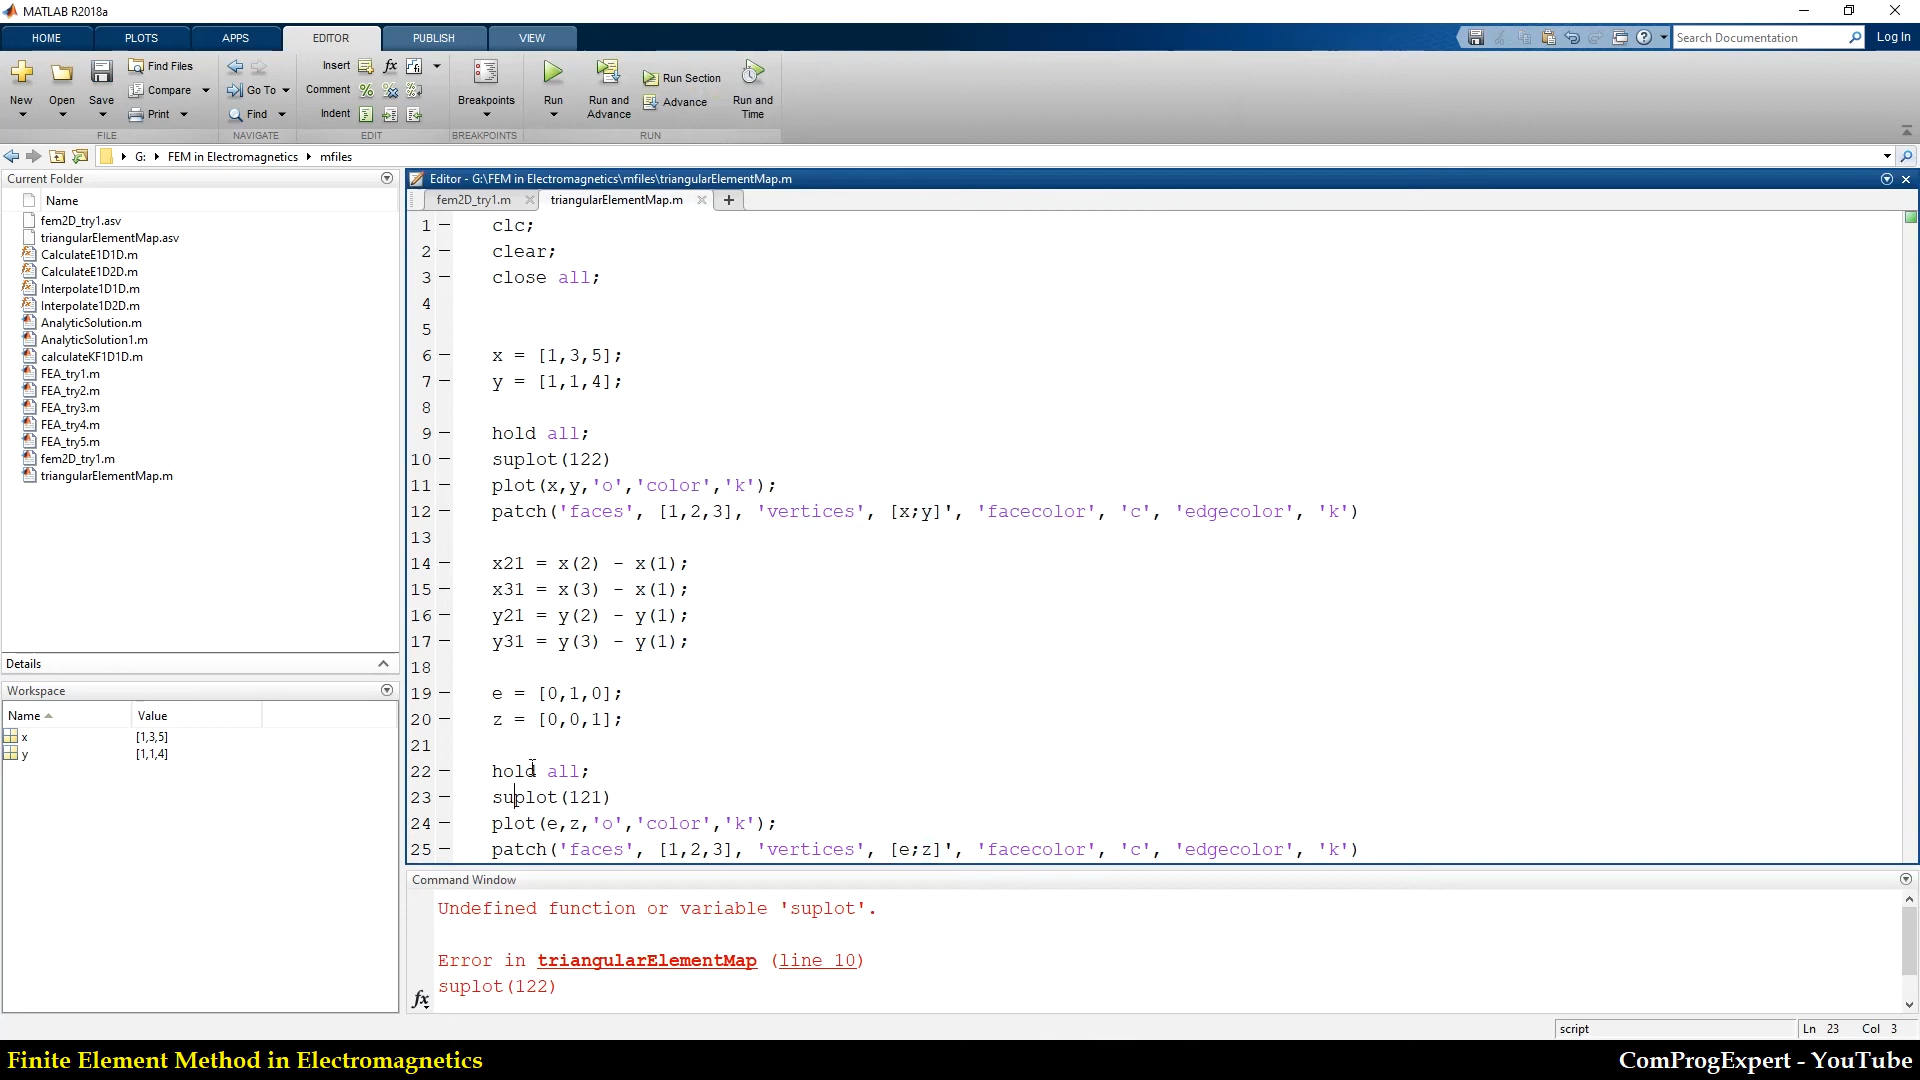 MATLAB R2018a
HOME PLOTS APPS EDITOR PUBLISH VIEW Search Documentation Log In
New Open Save Find Files Compare Print Go To Find Insert fx Comment Indent Breakpoints Run Run and Advance Run Section Advance Run and Time
FILE NAVIGATE EDIT BREAKPOINTS RUN
G: FEM in Electromagnetics mfiles
Current Folder
Name
fem2D_try1.asv
triangularElementMap.asv
CalculateE1D1D.m
CalculateE1D2D.m
Interpolate1D1D.m
Interpolate1D2D.m
AnalyticSolution.m
AnalyticSolution1.m
calculateKF1D1D.m
FEA_try1.m
FEA_try2.m
FEA_try3.m
FEA_try4.m
FEA_try5.m
fem2D_try1.m
triangularElementMap.m
Details
Workspace
Name Value
x [1,3,5]
y [1,1,4]
Editor - G:\FEM in Electromagnetics\mfiles\triangularElementMap.m
fem2D_try1.m triangularElementMap.m
1 clc;
2 clear;
3 close all;
4
5
6 x = [1,3,5];
7 y = [1,1,4];
8
9 hold all;
10 suplot(122)
11 plot(x,y,'o','color','k');
12 patch('faces', [1,2,3], 'vertices', [x;y]', 'facecolor', 'c', 'edgecolor', 'k')
13
14 x21 = x(2) - x(1);
15 x31 = x(3) - x(1);
16 y21 = y(2) - y(1);
17 y31 = y(3) - y(1);
18
19 e = [0,1,0];
20 z = [0,0,1];
21
22 hold all;
23 suplot(121)
24 plot(e,z,'o','color','k');
25 patch('faces', [1,2,3], 'vertices', [e;z]', 'facecolor', 'c', 'edgecolor', 'k')
Command Window
Undefined function or variable 'suplot'.
Error in triangularElementMap (line 10)
suplot(122)
fx
script Ln 23 Col 3
Finite Element Method in Electromagnetics
ComProgExpert - YouTube